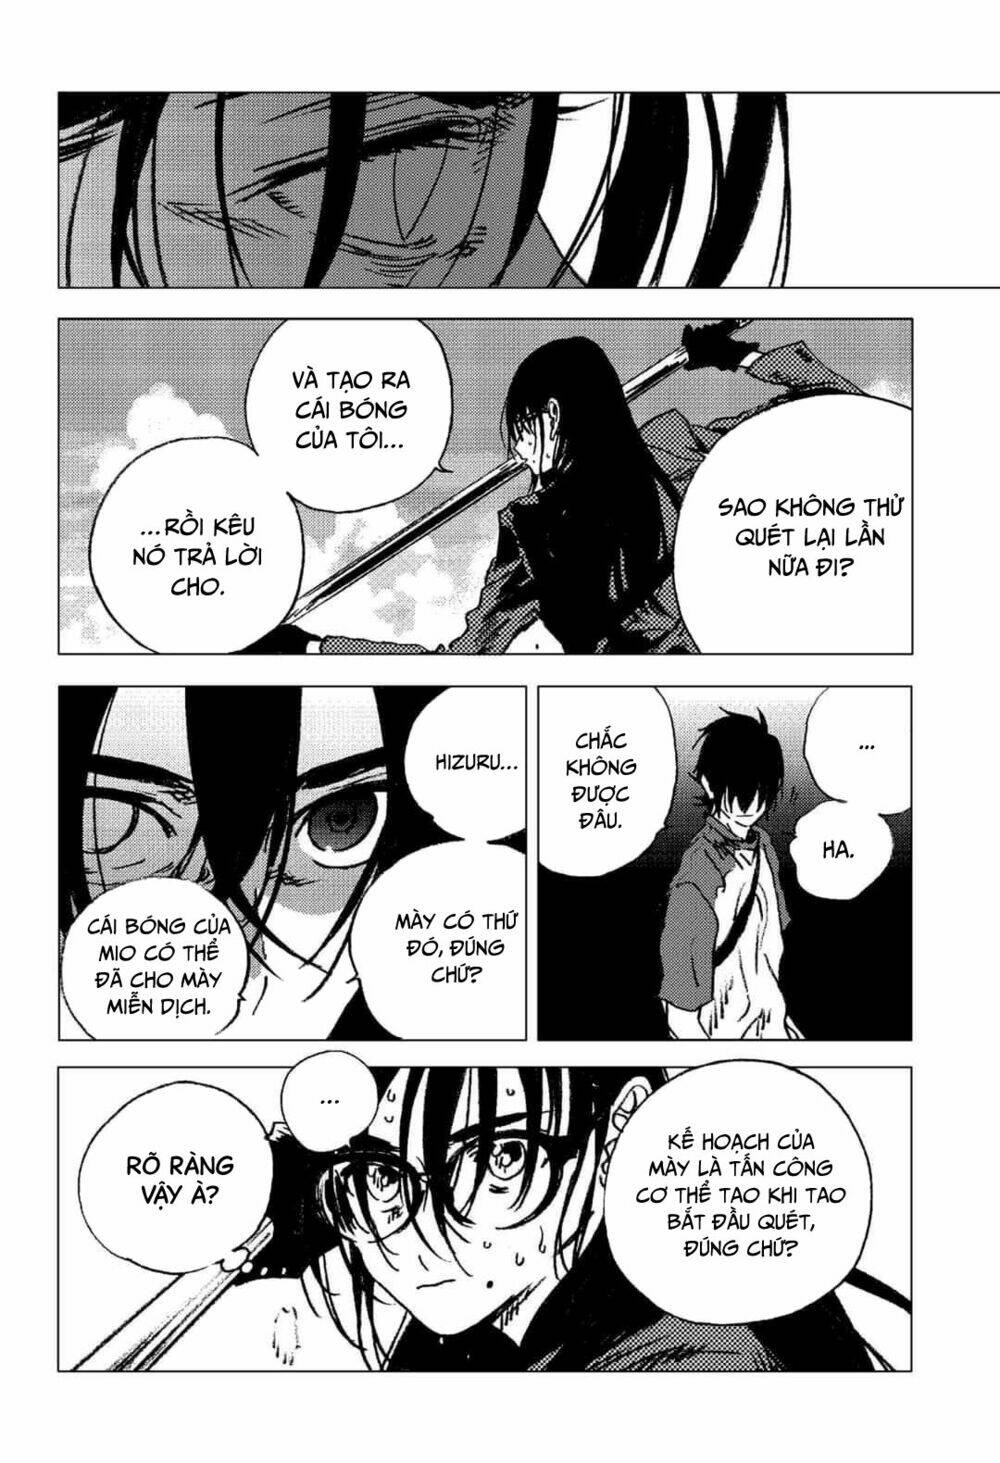 SAO KHÔNG THỬ
QUÉT LẠI LẦN
NỮA ĐI?
VÀ TẠO RA
CÁI BÓNG
CỦA TÔI...
...RỒI KÊU
NÓ TRẢ LỜI
CHO.
...
HA.
CHẮC
KHÔNG
ĐƯỢC
ĐÂU.
HIZURU...
MÀY CÓ THỨ
ĐÓ, ĐÚNG
CHỨ?
CÁI BÓNG CỦA
MIO CÓ THỂ
ĐÃ CHO MÀY
MIỄN DỊCH.
KẾ HOẠCH CỦA
MÀY LÀ TẤN CÔNG
CƠ THỂ TAO KHI TAO
BẮT ĐẦU QUÉT,
ĐÚNG CHỨ?
...
RÕ RÀNG
VẬY À?